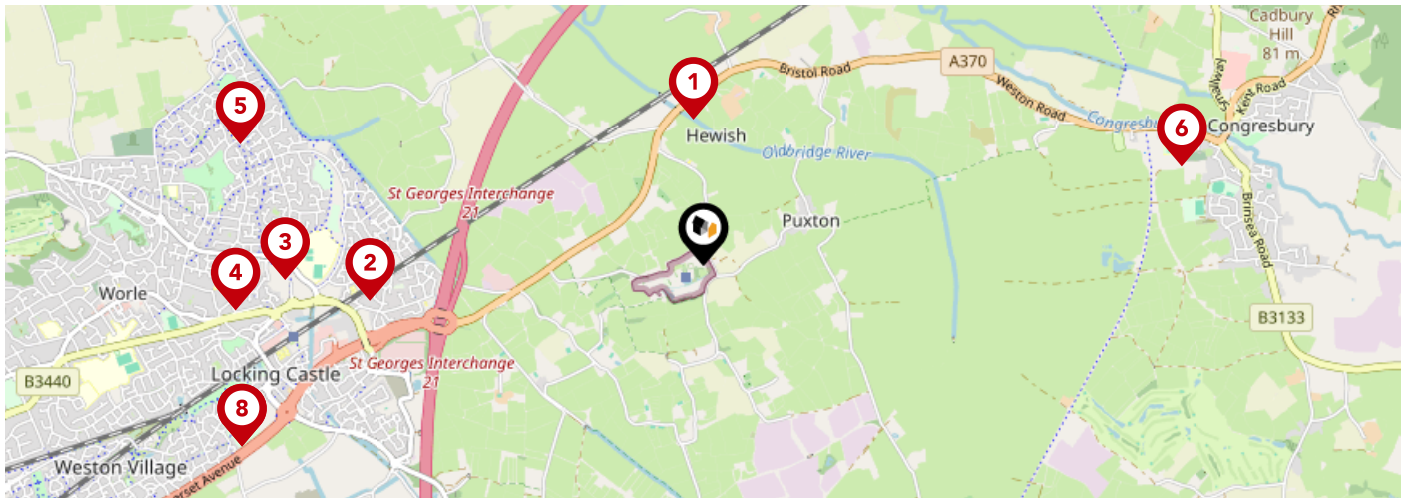 Cadbury
Hill
81 m
Smallway
Kent Road
A370
Bristol Road
Weston Road
1
5
6
Congresbury
Hewish
Oldbridge River
St Georges Interchange
21
Puxton
Brinsea Road
3
2
4
Worle
B3133
St Georges Interchange
21
Locking Castle
B3440
8
Weston Village
erset Avenue